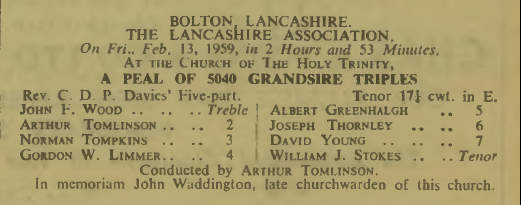 BOLTON, LANCASHIRE.
THE LANCASHIRE ASSOCIATION.
On Fri., Feb. 13, 1959, in 2 Hours and 53 Minutes,
AT THE CHURCH OF THE HOLY TRINITY,
A PEAL OF 5040 GRANDSIRE TRIPLES
Rev. C. D. P. Davies' Five-part. Tenor 17¼ cwt. in E.
JOHN F. WOOD .. .. .. Treble
ARTHUR TOMLINSON .. .. 2
NORMAN TOMPKINS .. .. 3
GORDON W. LIMMER .. .. 4
ALBERT GREENHALGH .. 5
JOSEPH THORNLEY .. .. 6
DAVID YOUNG .. .. .. 7
WILLIAM J. STOKES .. .. Tenor
Conducted by ARTHUR TOMLINSON.
In memoriam John Waddington, late churchwarden of this church.